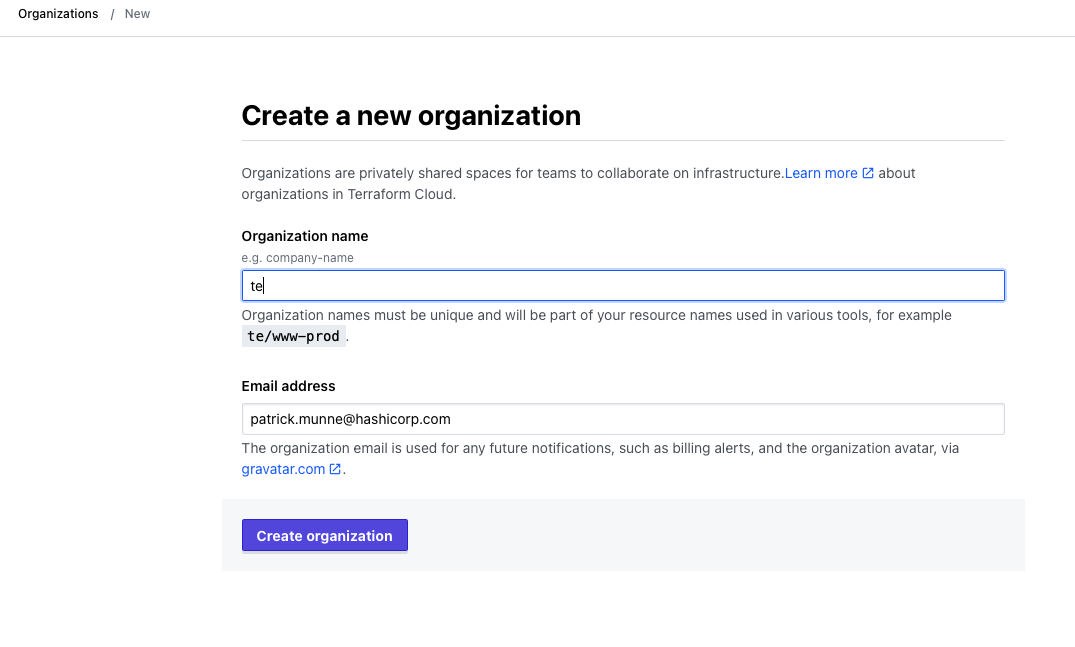 Organizations / New
Create a new organization
Organizations are privately shared spaces for teams to collaborate on infrastructure.Learn more about
organizations in Terraform Cloud.
Organization name
e.g. company-name
te
Organization names must be unique and will be part of your resource names used in various tools, for example
te/www-prod.
Email address
patrick.munne@hashicorp.com
The organization email is used for any future notifications, such as billing alerts, and the organization avatar, via
gravatar.com.
Create organization